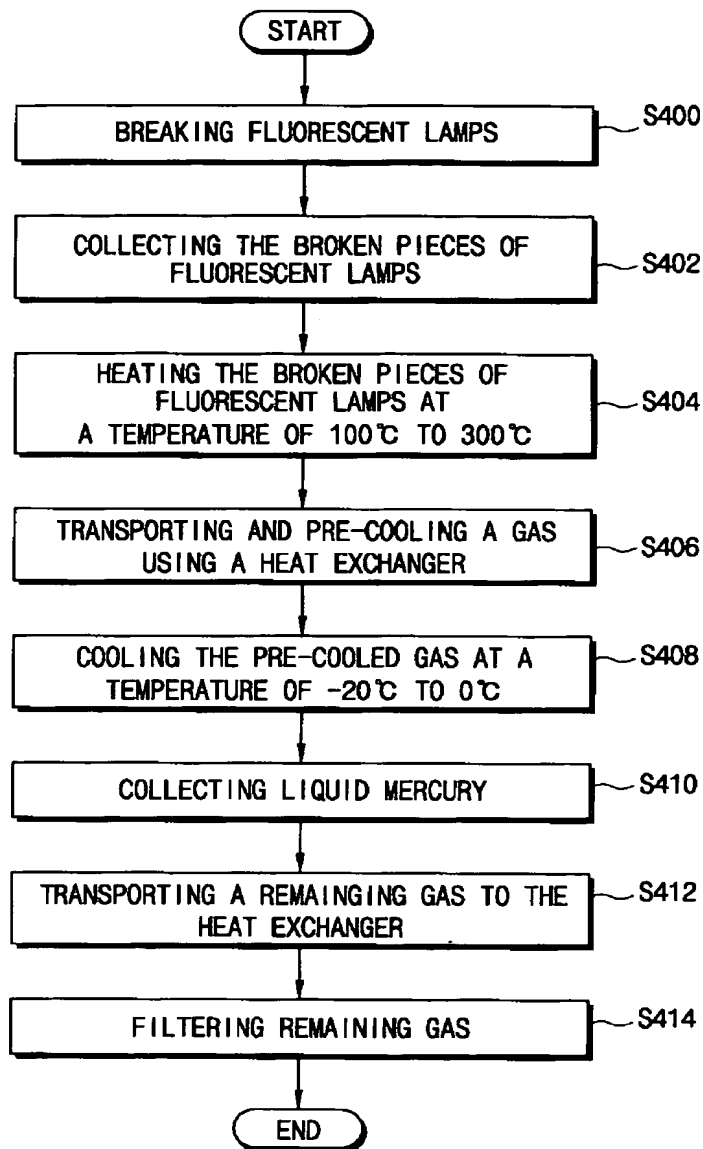 START
BREAKING FLUORESCENT LAMPS
S400
COLLECTING THE BROKEN PIECES OF
FLUORESCENT LAMPS
S402
HEATING THE BROKEN PIECES OF
FLUORESCENT LAMPS AT
A TEMPERATURE OF 100℃ TO 300℃
S404
TRANSPORTING AND PRE-COOLING A GAS
USING A HEAT EXCHANGER
S406
COOLING THE PRE-COOLED GAS AT A
TEMPERATURE OF -20℃ TO 0℃
S408
COLLECTING LIQUID MERCURY
S410
TRANSPORTING A REMAINGING GAS TO THE
HEAT EXCHANGER
S412
FILTERING REMAINING GAS
S414
END